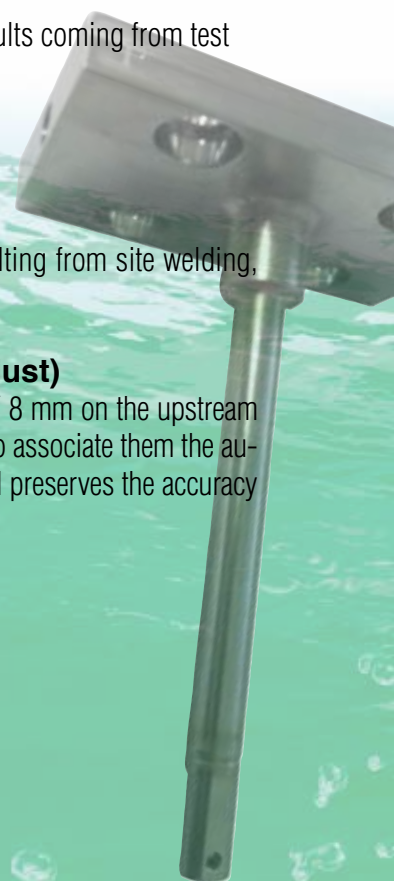 ults coming from test
lting from site welding,
ust)
8 mm on the upstream
o associate them the au-
preserves the accuracy